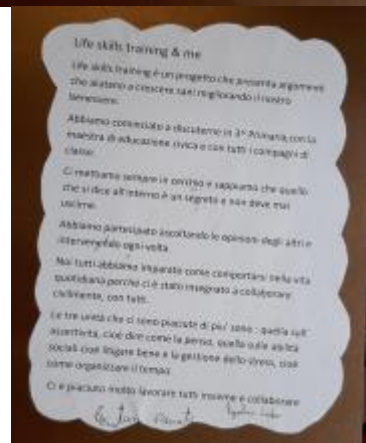 Life skills training & me
Life skills training è un progetto che presenta argomenti
che aiutano a crescere sani migliorando il nostro
benessere.
Abbiamo cominciato a discuterne in 3ª Primaria, con la
maestra di educazione civica e con tutti i compagni di
classe.
Ci mettiamo sempre in cerchio e sappiamo che quello
che si dice all'interno è un segreto e non deve mai
uscirne.
Abbiamo partecipato ascoltando le opinioni degli altri e
intervenendo ogni volta.
Noi tutti abbiamo imparato come comportarsi nella vita
quotidiana perché ci è stato insegnato a collaborare
civilmente, con tutti.
Le tre unità che ci sono piaciute di piu' sono : quella sull'
assertività, cioè dire come la penso, quella sulle abilità
sociali cioè litigare bene e la gestione dello stress, cioè
come organizzare il tempo.
Ci è piaciuto molto lavorare tutti insieme e collaborare